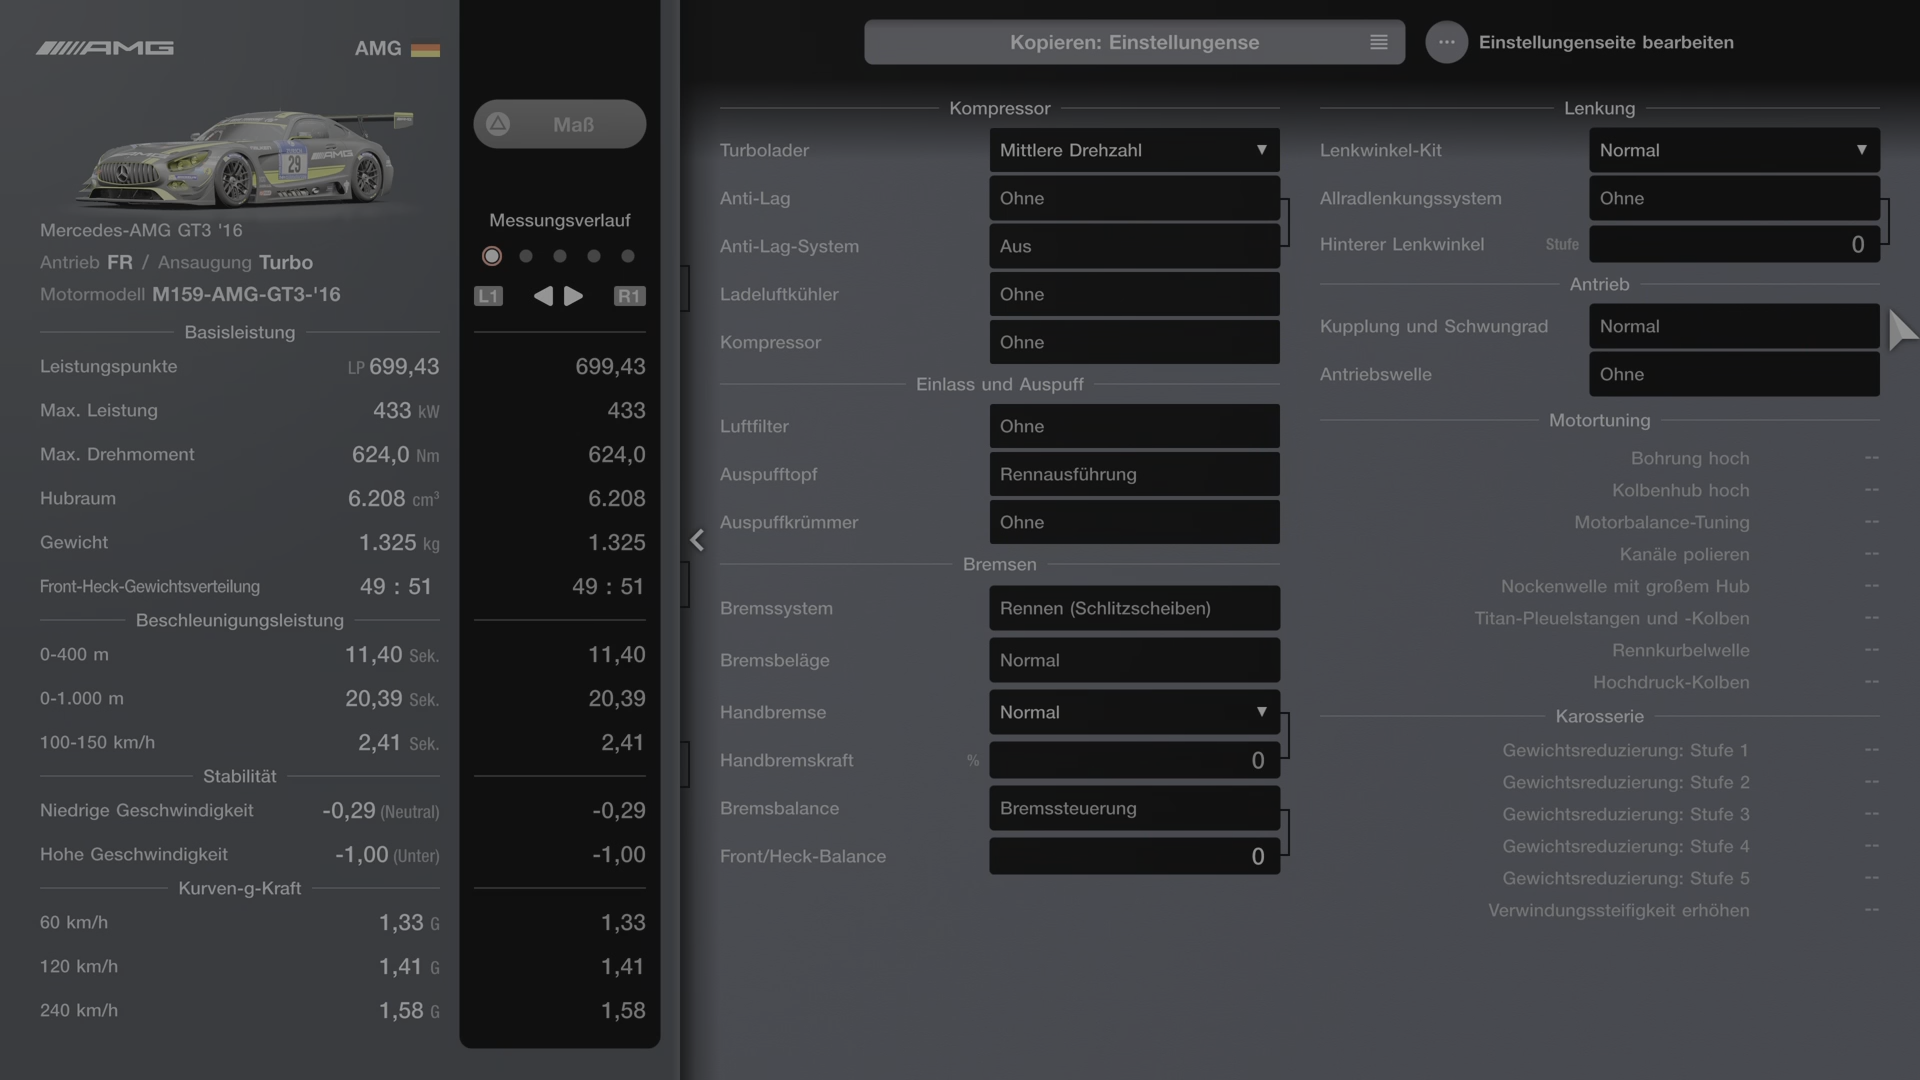 AMG
AMG
Mercedes-AMG GT3 '16
Antrieb FR / Ansaugung Turbo
Motormodell M159-AMG-GT3-'16
Basisleistung
Leistungspunkte LP 699,43
Max. Leistung 433 kW
Max. Drehmoment 624,0 Nm
Hubraum 6.208 cm³
Gewicht 1.325 kg
Front-Heck-Gewichtsverteilung 49 : 51
Beschleunigungsleistung
0-400 m 11,40 Sek.
0-1.000 m 20,39 Sek.
100-150 km/h 2,41 Sek.
Stabilität
Niedrige Geschwindigkeit -0,29 (Neutral)
Hohe Geschwindigkeit -1,00 (Unter)
Kurven-g-Kraft
60 km/h 1,33 G
120 km/h 1,41 G
240 km/h 1,58 G
Maß
Messungsverlauf
L1 R1
699,43
433
624,0
6.208
1.325
49 : 51
11,40
20,39
2,41
-0,29
-1,00
1,33
1,41
1,58
Kopieren: Einstellungense
Einstellungenseite bearbeiten
Kompressor
Turbolader Mittlere Drehzahl
Anti-Lag Ohne
Anti-Lag-System Aus
Ladeluftkühler Ohne
Kompressor Ohne
Einlass und Auspuff
Luftfilter Ohne
Auspufftopf Rennausführung
Auspuffkrümmer Ohne
Bremsen
Bremssystem Rennen (Schlitzscheiben)
Bremsbeläge Normal
Handbremse Normal
Handbremskraft % 0
Bremsbalance Bremssteuerung
Front/Heck-Balance 0
Lenkung
Lenkwinkel-Kit Normal
Allradlenkungssystem Ohne
Hinterer Lenkwinkel Stufe 0
Antrieb
Kupplung und Schwungrad Normal
Antriebswelle Ohne
Motortuning
Bohrung hoch --
Kolbenhub hoch --
Motorbalance-Tuning --
Kanäle polieren --
Nockenwelle mit großem Hub --
Titan-Pleuelstangen und -Kolben --
Rennkurbelwelle --
Hochdruck-Kolben --
Karosserie
Gewichtsreduzierung: Stufe 1 --
Gewichtsreduzierung: Stufe 2 --
Gewichtsreduzierung: Stufe 3 --
Gewichtsreduzierung: Stufe 4 --
Gewichtsreduzierung: Stufe 5 --
Verwindungssteifigkeit erhöhen --
29
AMG